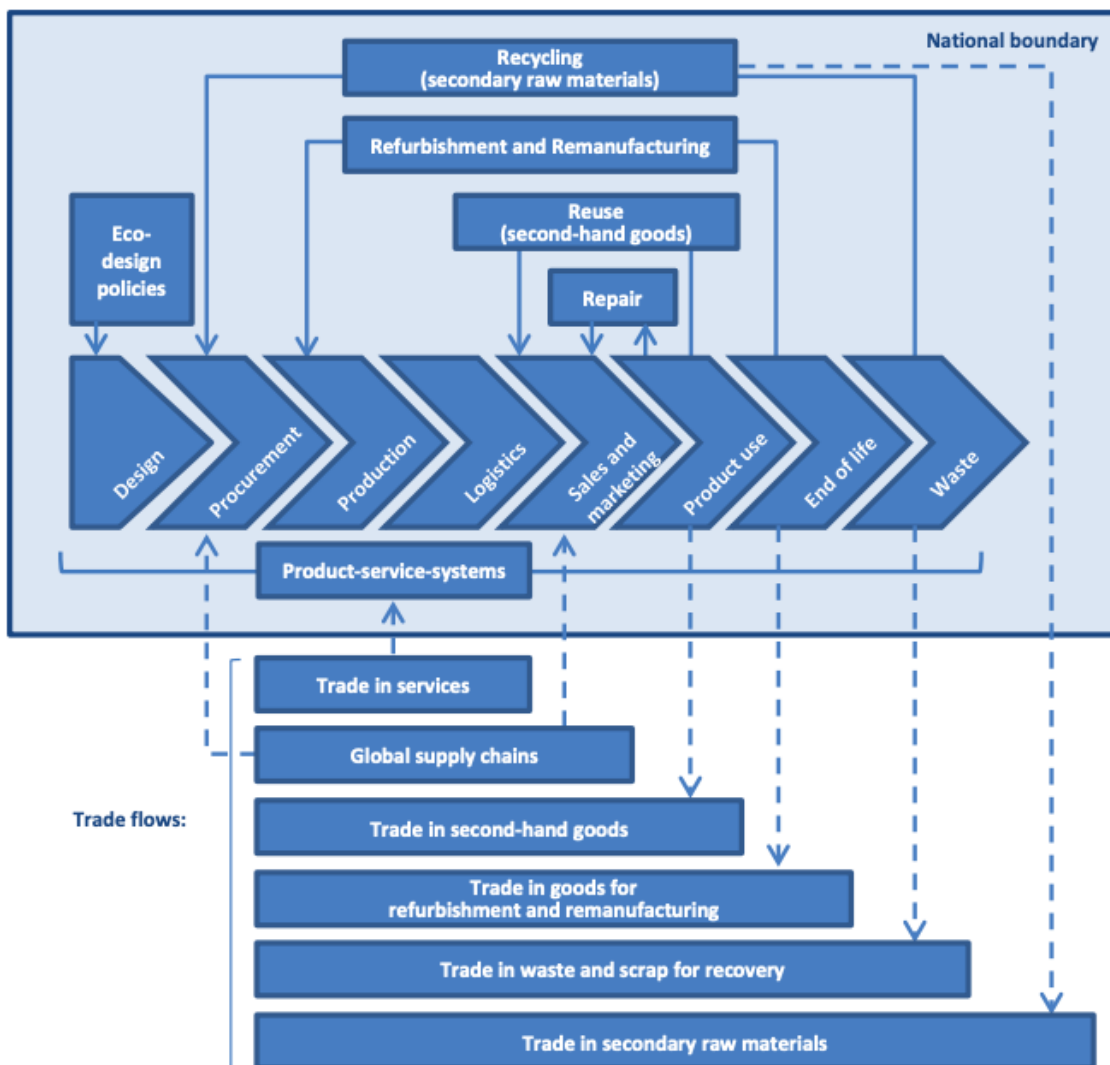 National boundary
Recycling
(secondary raw materials)
Refurbishment and Remanufacturing
Reuse
(second-hand goods)
Eco-
design
policies
Repair
Design
Procurement
Production
Logistics
Sales and
marketing
Product use
End of life
Waste
Product-service-systems
Trade in services
Global supply chains
Trade flows:
Trade in second-hand goods
Trade in goods for
refurbishment and remanufacturing
Trade in waste and scrap for recovery
Trade in secondary raw materials